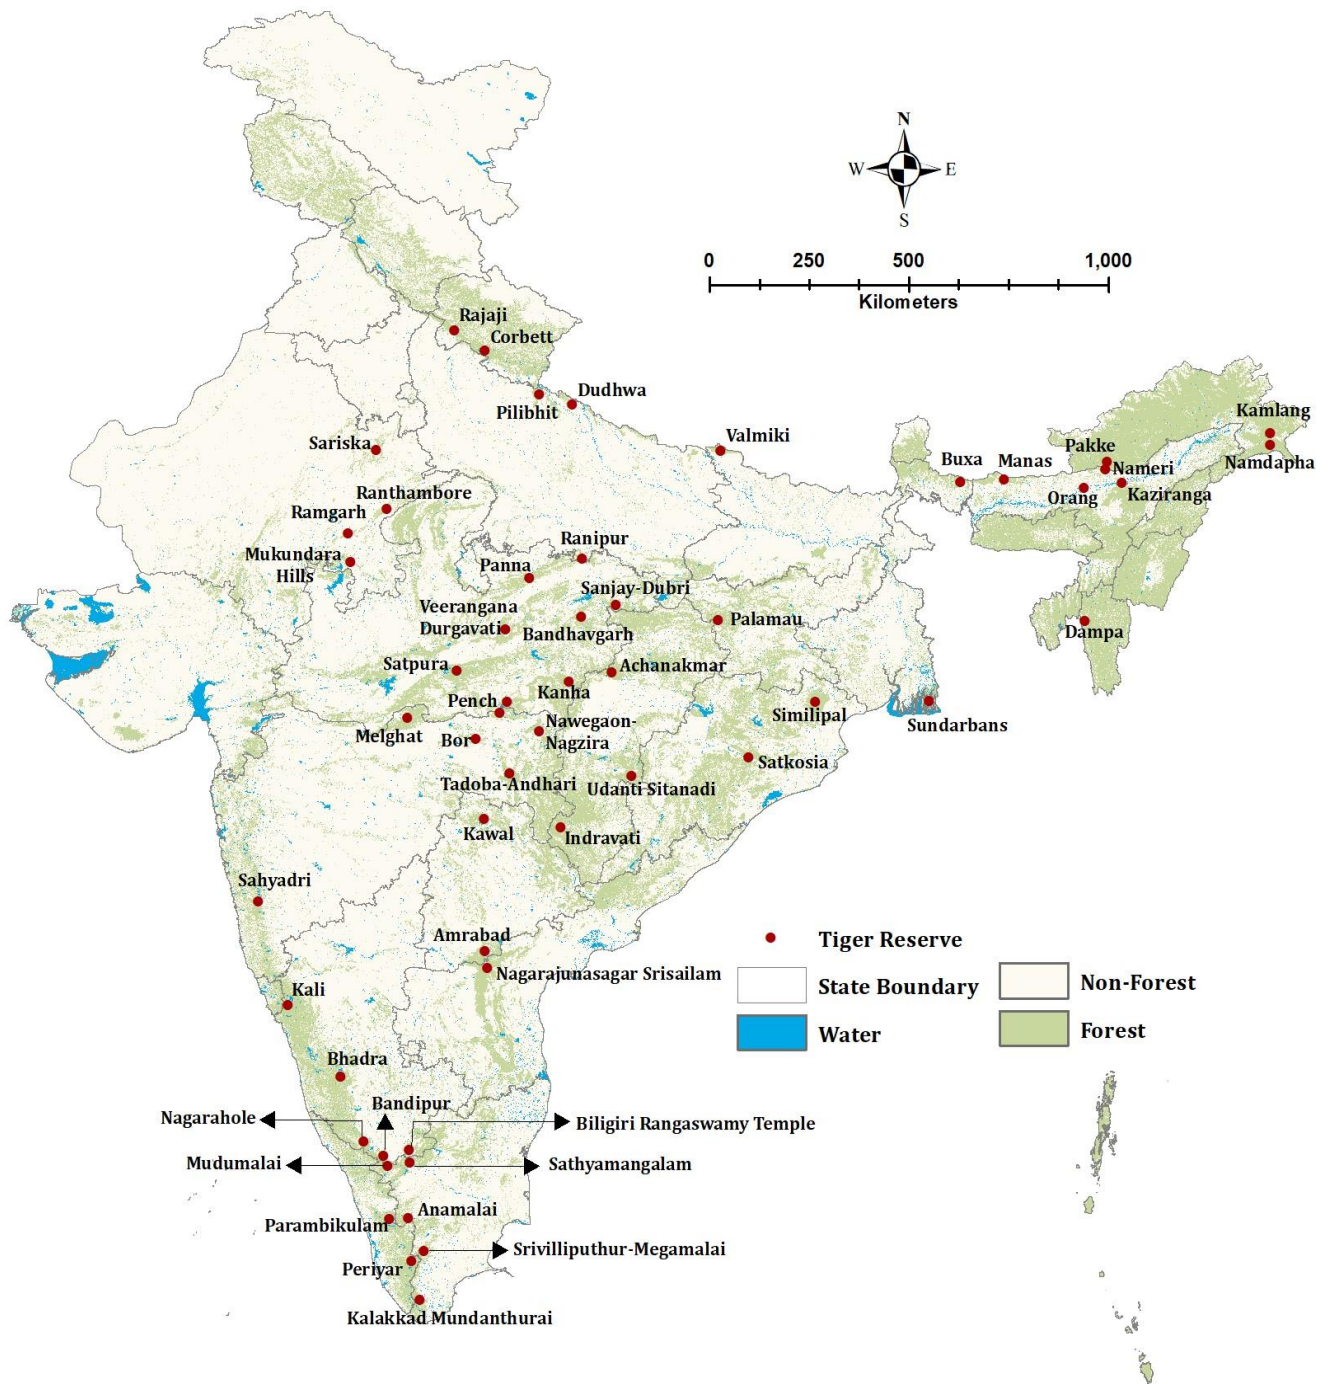 N
W
E
S
0
250
500
1,000
Kilometers
Rajaji
Corbett
Dudhwa
Pilibhit
Valmiki
Sariska
Kamlang
Pakke
Buxa
Manas
Nameri
Namdapha
Orang
Kaziranga
Ranthambore
Ramgarh
Mukundara
Hills
Ranipur
Panna
Sanjay-Dubri
Veerangana
Durgavati
Bandhavgarh
Palamau
Dampa
Satpura
Achanakmar
Kanha
Pench
Similipal
Sundarbans
Melghat
Bor
Nawegaon-
Nagzira
Satkosia
Tadoba-Andhari
Udanti Sitanadi
Kawal
Indravati
Sahyadri
Amrabad
Nagarajunasagar Srisailam
Kali
Tiger Reserve
State Boundary
Water
Non-Forest
Forest
Bhadra
Bandipur
Nagarahole
Biligiri Rangaswamy Temple
Mudumalai
Sathyamangalam
Anamalai
Parambikulam
Srivilliputhur-Megamalai
Periyar
Kalakkad Mundanthurai